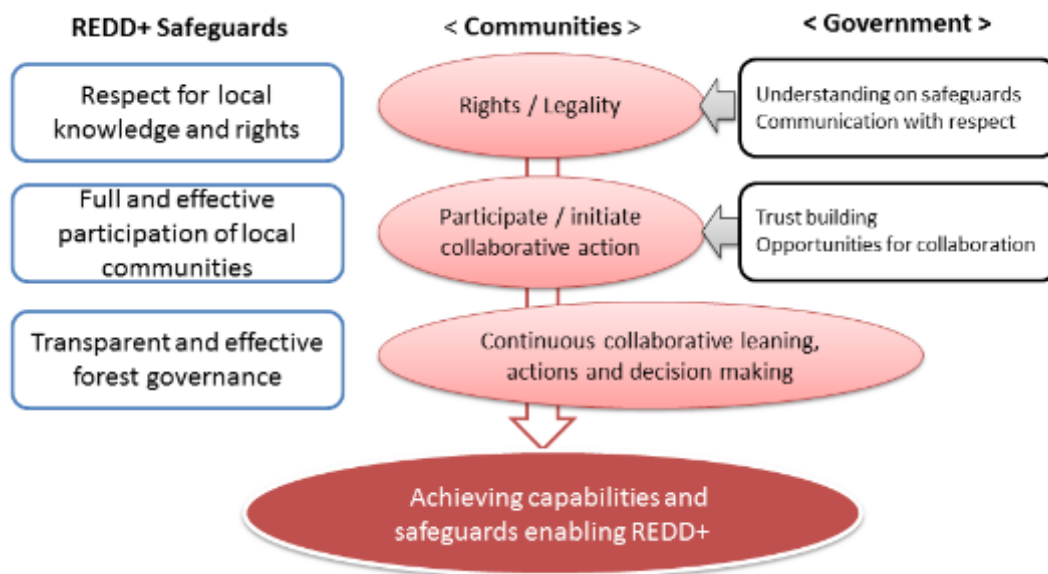 REDD+ Safeguards
< Communities >
< Government >
Respect for local
knowledge and rights
Rights / Legality
Understanding on safeguards
Communication with respect
Full and effective
participation of local
communities
Participate / initiate
collaborative action
Trust building
Opportunities for collaboration
Transparent and effective
forest governance
Continuous collaborative leaning,
actions and decision making
Achieving capabilities and
safeguards enabling REDD+